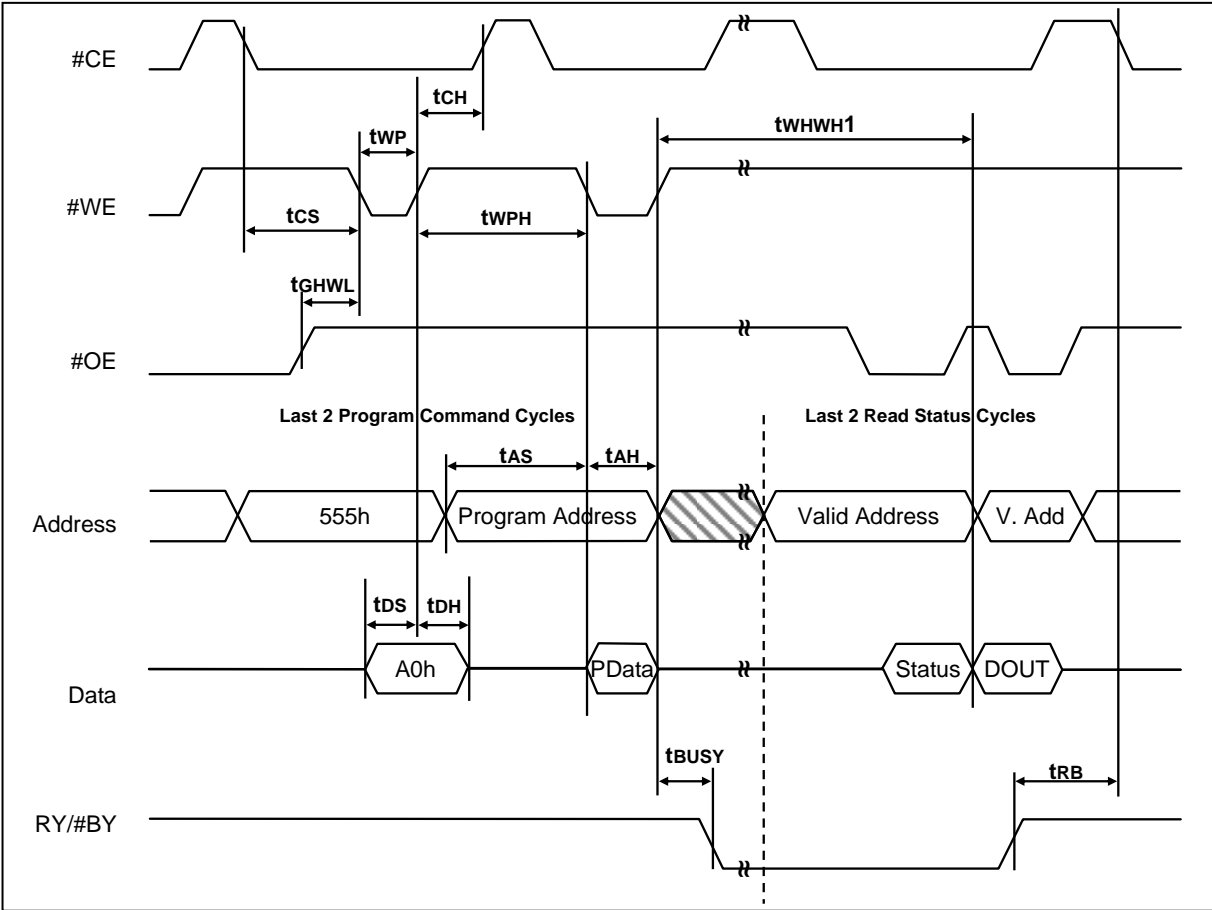 #CE
tCH
tWHWH1
tWP
#WE
tCS
tWPH
tGHWL
#OE
Last 2 Program Command Cycles
Last 2 Read Status Cycles
tAS
tAH
Address
555h
Program Address
Valid Address
V. Add
tDS
tDH
A0h
PData
Status
DOUT
Data
tBUSY
tRB
RY/#BY